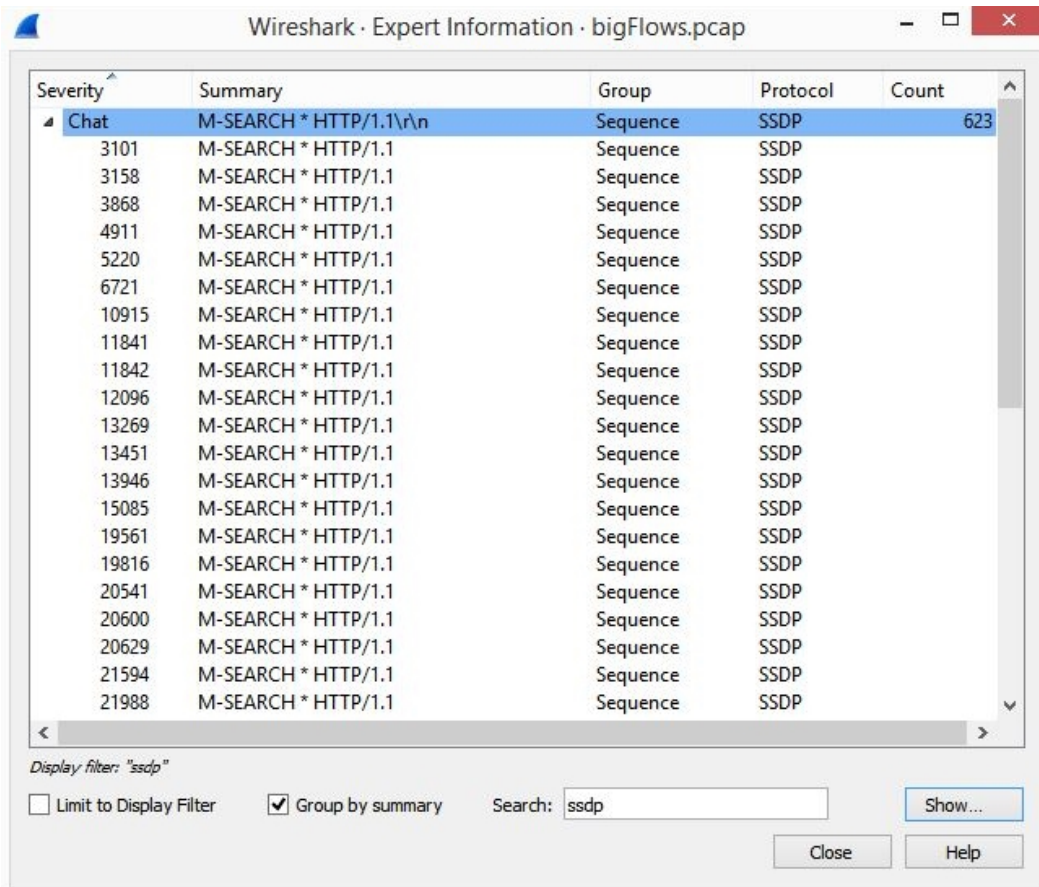 Wireshark · Expert Information · bigFlows.pcap
Severity Summary Group Protocol Count
Chat M-SEARCH * HTTP/1.1\r\n Sequence SSDP 623
3101 M-SEARCH * HTTP/1.1 Sequence SSDP
3158 M-SEARCH * HTTP/1.1 Sequence SSDP
3868 M-SEARCH * HTTP/1.1 Sequence SSDP
4911 M-SEARCH * HTTP/1.1 Sequence SSDP
5220 M-SEARCH * HTTP/1.1 Sequence SSDP
6721 M-SEARCH * HTTP/1.1 Sequence SSDP
10915 M-SEARCH * HTTP/1.1 Sequence SSDP
11841 M-SEARCH * HTTP/1.1 Sequence SSDP
11842 M-SEARCH * HTTP/1.1 Sequence SSDP
12096 M-SEARCH * HTTP/1.1 Sequence SSDP
13269 M-SEARCH * HTTP/1.1 Sequence SSDP
13451 M-SEARCH * HTTP/1.1 Sequence SSDP
13946 M-SEARCH * HTTP/1.1 Sequence SSDP
15085 M-SEARCH * HTTP/1.1 Sequence SSDP
19561 M-SEARCH * HTTP/1.1 Sequence SSDP
19816 M-SEARCH * HTTP/1.1 Sequence SSDP
20541 M-SEARCH * HTTP/1.1 Sequence SSDP
20600 M-SEARCH * HTTP/1.1 Sequence SSDP
20629 M-SEARCH * HTTP/1.1 Sequence SSDP
21594 M-SEARCH * HTTP/1.1 Sequence SSDP
21988 M-SEARCH * HTTP/1.1 Sequence SSDP
Display filter: "ssdp"
Limit to Display Filter Group by summary Search: ssdp Show...
Close Help